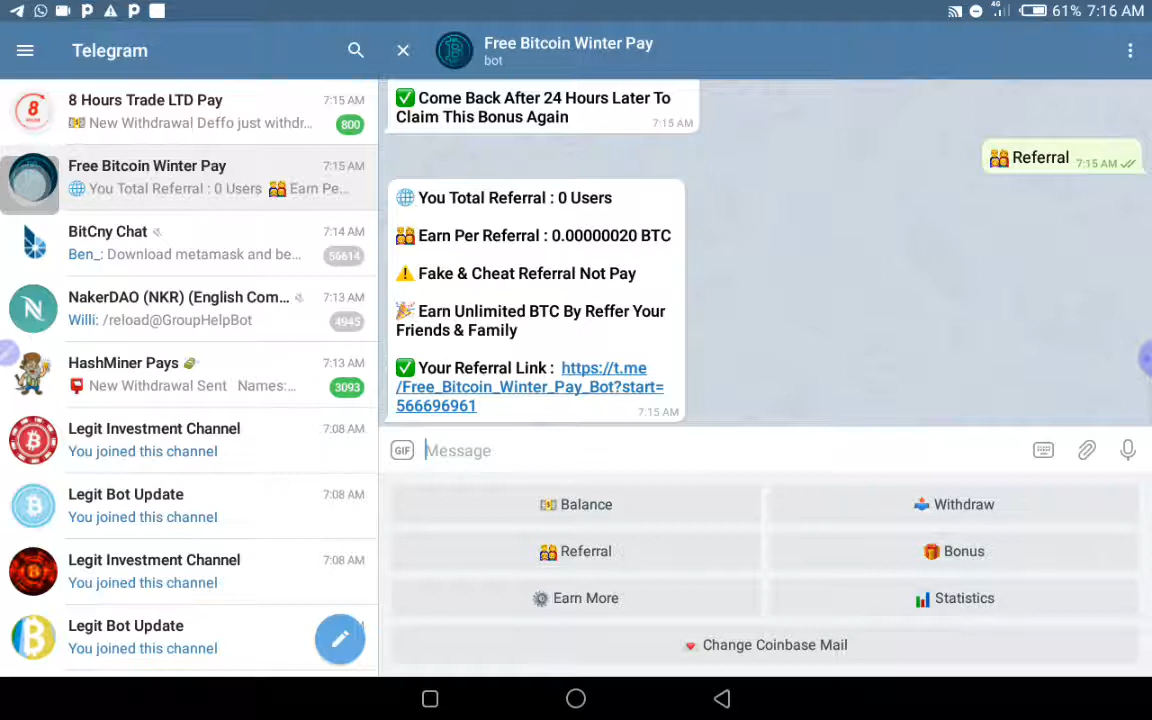 4G 61% 7:16 AM
Telegram
Free Bitcoin Winter Pay
bot
8 Hours Trade LTD Pay 7:15 AM
New Withdrawal Deffo just withdr... 800
Free Bitcoin Winter Pay 7:15 AM
You Total Referral : 0 Users Earn Pe...
BitCny Chat 7:14 AM
Ben_: Download metamask and be... 56614
NakerDAO (NKR) (English Com... 7:13 AM
Willi: /reload@GroupHelpBot 4945
HashMiner Pays 7:13 AM
New Withdrawal Sent Names:... 3093
Legit Investment Channel 7:08 AM
You joined this channel
Legit Bot Update 7:08 AM
You joined this channel
Legit Investment Channel 7:08 AM
You joined this channel
Legit Bot Update
You joined this channel
Come Back After 24 Hours Later To
Claim This Bonus Again 7:15 AM
Referral 7:15 AM
You Total Referral : 0 Users
Earn Per Referral : 0.00000020 BTC
Fake & Cheat Referral Not Pay
Earn Unlimited BTC By Reffer Your
Friends & Family
Your Referral Link : https://t.me
/Free_Bitcoin_Winter_Pay_Bot?start=
566696961 7:15 AM
GIF Message
Balance
Withdraw
Referral
Bonus
Earn More
Statistics
Change Coinbase Mail